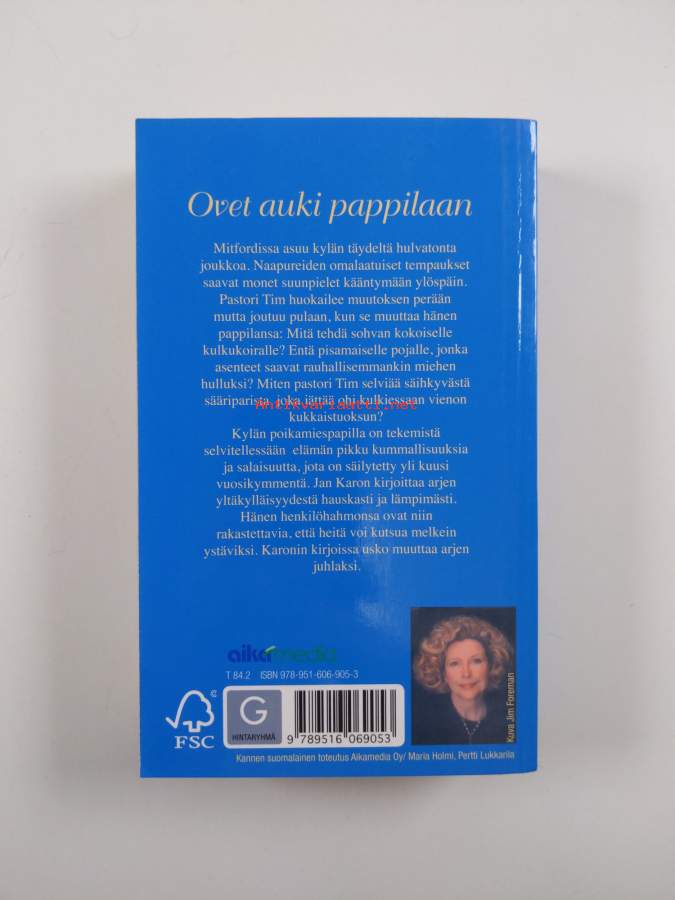 Ovet auki pappilaan
Mitfordissa asuu kylän täydeltä hulvatonta
joukkoa. Naapureiden omalaatuiset tempaukset
saavat monet suunpielet kääntymään ylöspäin.
Pastori Tim huokailee muutoksen perään
mutta joutuu pulaan, kun se muuttaa hänen
pappilansa: Mitä tehdä sohvan kokoiselle
kulkukoiralle? Entä pisamaiselle pojalle, jonka
asenteet saavat rauhallisemmankin miehen
hulluksi? Miten pastori Tim selviää säihkyvästä
sääriparista, joka jättää ohi kulkiessaan vienon
Antikvariaatti.net
kukkaistuoksun?
Kylän poikamiespapilla on tekemistä
selvitellessään elämän pikku kummallisuuksia
ja salaisuutta, jota on säilytetty yli kuusi
vuosikymmentä. Jan Karon kirjoittaa arjen
yltäkylläisyydestä hauskasti ja lämpimästi.
Hänen henkilöhahmonsa ovat niin
rakastettavia, että heitä voi kutsua melkein
ystäviksi. Karonin kirjoissa usko muuttaa arjen
juhlaksi.
aikamedia
T 84.2 ISBN 978-951-606-905-3
FSC
G
HINTARYHMÄ
9 789516 069053
Kuva Jim Foreman
Kannen suomalainen toteutus Aikamedia Oy/ Maria Holmi, Pertti Lukkarila